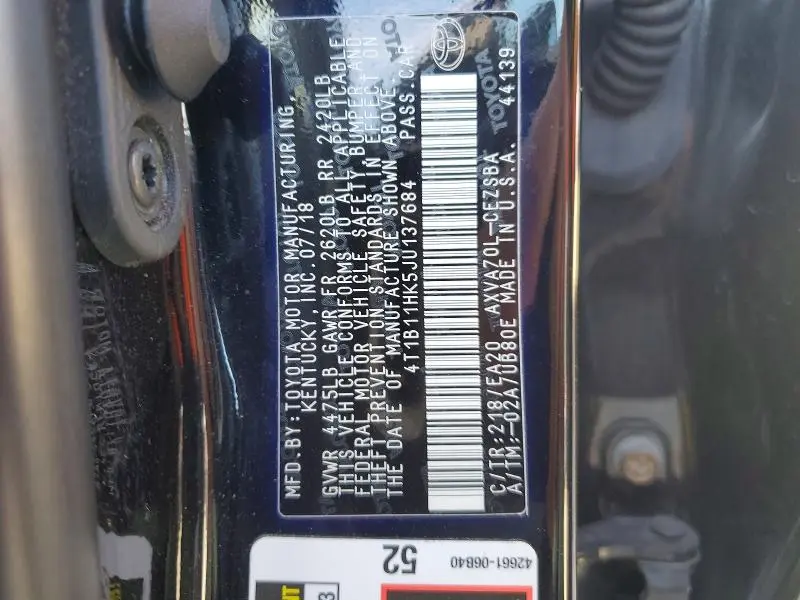 MFD.BY:TOYOTA MOTOR MANUFACTURING,
KENTUCKY,INC.07/18
GVWR 4475LB GAWR FR 2620LB RR 2420LB
THIS VEHICLE CONFORMS TO ALL APPLICABLE
FEDERAL MOTOR VEHICLE SAFETY, BUMPER,AND
THEFT PREVENTION STANDARDS IN EFFECT ON
THE DATE OF MANUFACTURE SHOWN ABOVE.
4T1B11HK5JU137684 PASS.CAR
TOYOTA
C/TR:218/EA20 AXVA70L-CEZSBA
A/TM:-02A/UB80E MADE IN U.S.A. 44139
52
42661-06B40